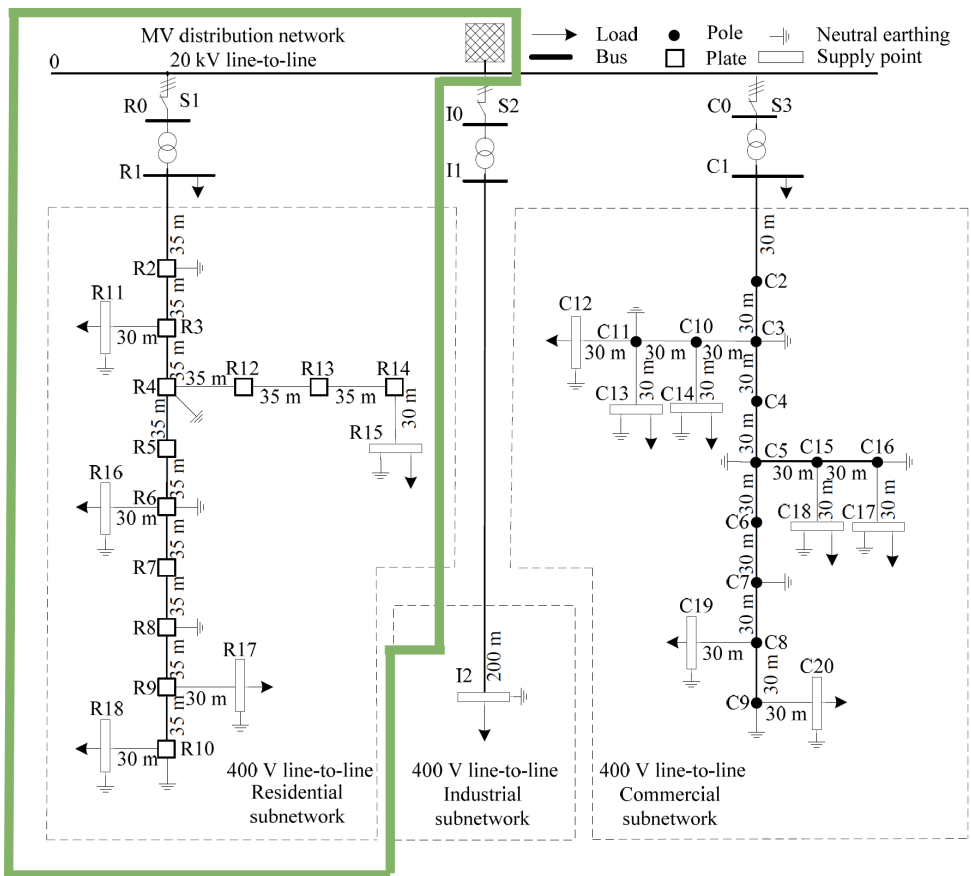 MV distribution network
20 kV line-to-line
Load
Pole
Neutral earthing
Bus
Plate
Supply point
0
R0
S1
I0
S2
C0
S3
R1
I1
C1
35 m
30 m
R2
C2
35 m
30 m
R11
R3
30 m
C12
C11
C10
C3
30 m
30 m
30 m
35 m
R4
35 m
R12
35 m
R13
35 m
R14
30 m
30 m
30 m
C13
C14
C4
35 m
30 m
R15
R5
C5
C15
C16
30 m
30 m
R16
35 m
R6
30 m
30 m
30 m
30 m
C6
C18
C17
35 m
R7
30 m
C7
35 m
R8
C19
30 m
C8
30 m
35 m
R17
R9
30 m
I2
200 m
30 m
C20
C9
30 m
R18
35 m
R10
30 m
400 V line-to-line
Residential
subnetwork
400 V line-to-line
Industrial
subnetwork
400 V line-to-line
Commercial
subnetwork